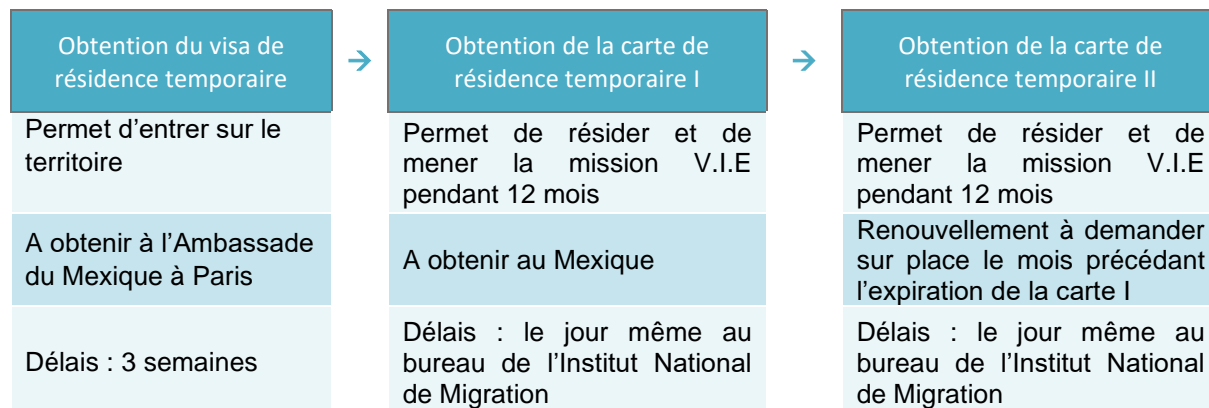 Obtention du visa de
résidence temporaire
→
Obtention de la carte de
résidence temporaire I
→
Obtention de la carte de
résidence temporaire II
Permet d’entrer sur le
territoire
Permet de résider et de
mener la mission V.I.E
pendant 12 mois
Permet de résider et de
mener la mission V.I.E
pendant 12 mois
A obtenir à l’Ambassade
du Mexique à Paris
A obtenir au Mexique
Renouvellement à demander
sur place le mois précédant
l’expiration de la carte I
Délais : 3 semaines
Délais : le jour même au
bureau de l’Institut National
de Migration
Délais : le jour même au
bureau de l’Institut National
de Migration